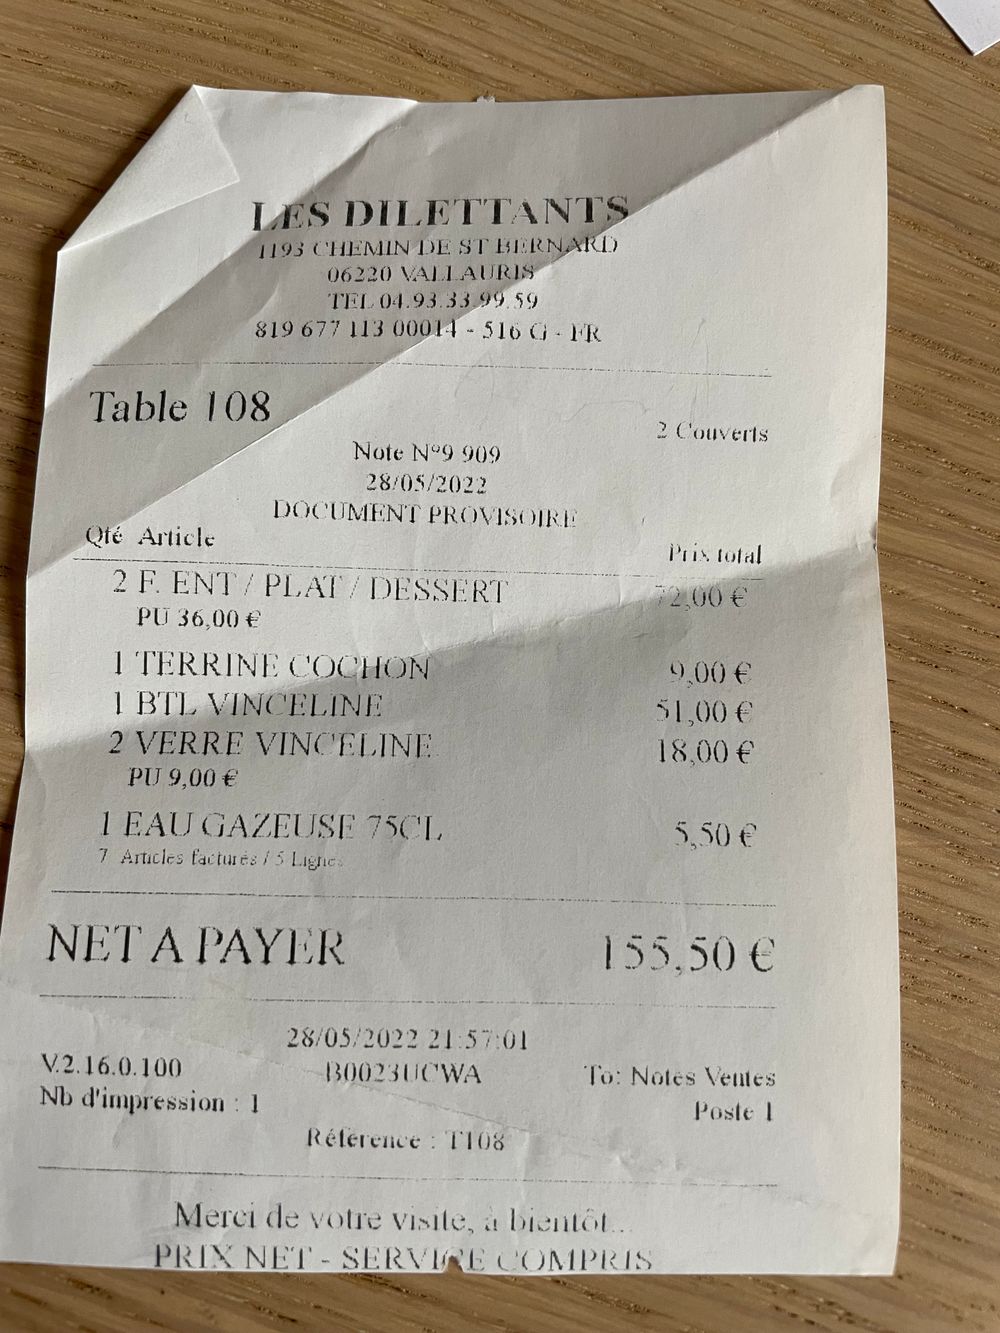 LES DILETTANTS
1193 CHEMIN DE ST BERNARD
06220 VALLAURIS
TEL 04.93.33.99.59
819 677 113 00014 - 516 G - FR
Table 108
2 Couverts
Note N°9 909
28/05/2022
DOCUMENT PROVISOIRE
Qté Article Prix total
2 F. ENT / PLAT / DESSERT 72,00 €
PU 36,00 €
1 TERRINE COCHON 9,00 €
1 BTL VINCELINE 51,00 €
2 VERRE VINCELINE 18,00 €
PU 9,00 €
1 EAU GAZEUSE 75CL 5,50 €
7 Articles facturés / 5 Lignes
NET A PAYER 155,50 €
28/05/2022 21:57:01
V.2.16.0.100 B0023UCWA To: Notes Ventes
Nb d'impression : 1 Poste 1
Référence : T108
Merci de votre visite, à bientôt...
PRIX NET - SERVICE COMPRIS